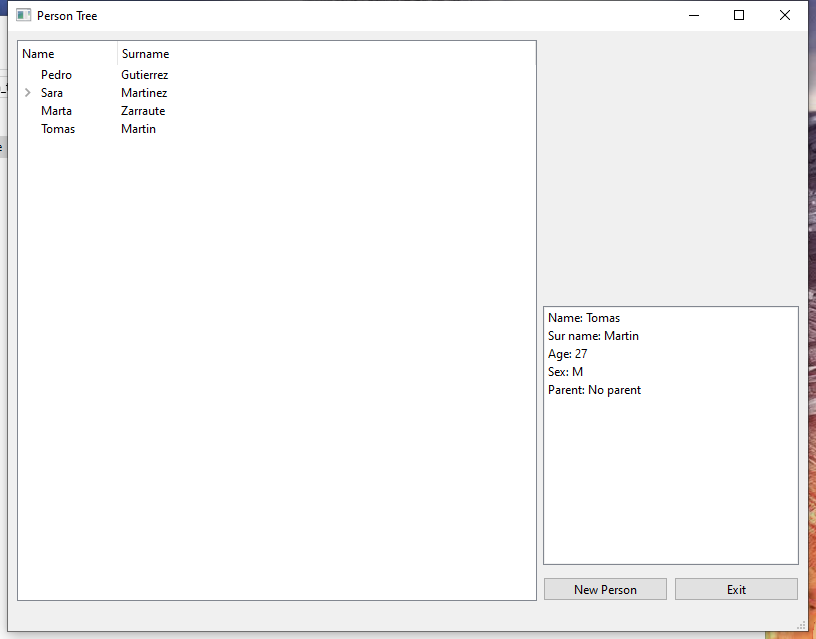 Person Tree
Name Surname
Pedro Gutierrez
Sara Martinez
Marta Zarraute
Tomas Martin
Name: Tomas
Sur name: Martin
Age: 27
Sex: M
Parent: No parent
New Person Exit